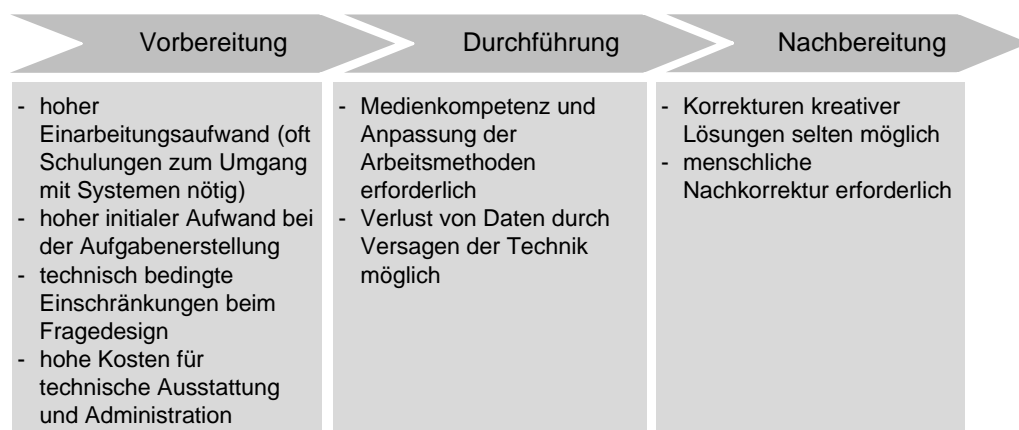 Vorbereitung
Durchführung
Nachbereitung
- hoher
Einarbeitungsaufwand (oft
Schulungen zum Umgang
mit Systemen nötig)
- hoher initialer Aufwand bei
der Aufgabenerstellung
- technisch bedingte
Einschränkungen beim
Fragedesign
- hohe Kosten für
technische Ausstattung
und Administration
- Medienkompetenz und
Anpassung der
Arbeitsmethoden
erforderlich
- Verlust von Daten durch
Versagen der Technik
möglich
- Korrekturen kreativer
Lösungen selten möglich
- menschliche
Nachkorrektur erforderlich